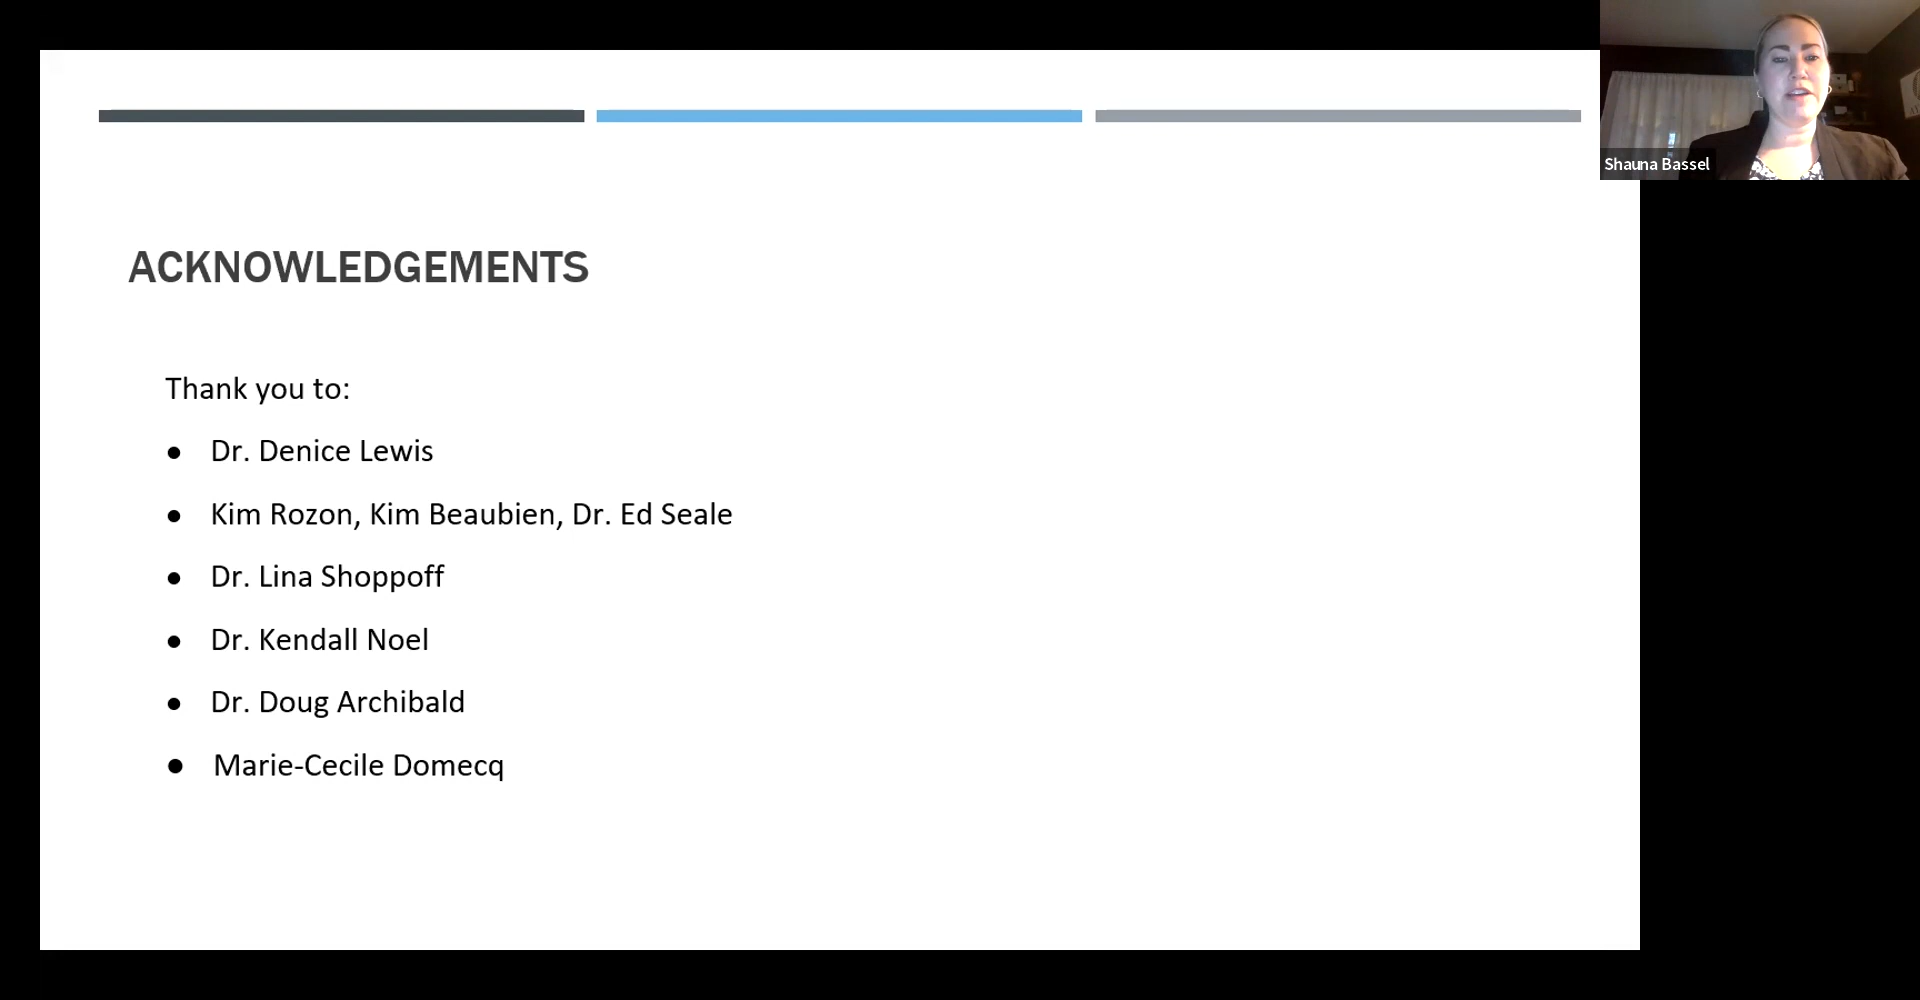 Shauna Bassel
ACKNOWLEDGEMENTS
Thank you to:
● Dr. Denice Lewis
● Kim Rozon, Kim Beaubien, Dr. Ed Seale
● Dr. Lina Shoppoff
● Dr. Kendall Noel
● Dr. Doug Archibald
● Marie-Cecile Domecq